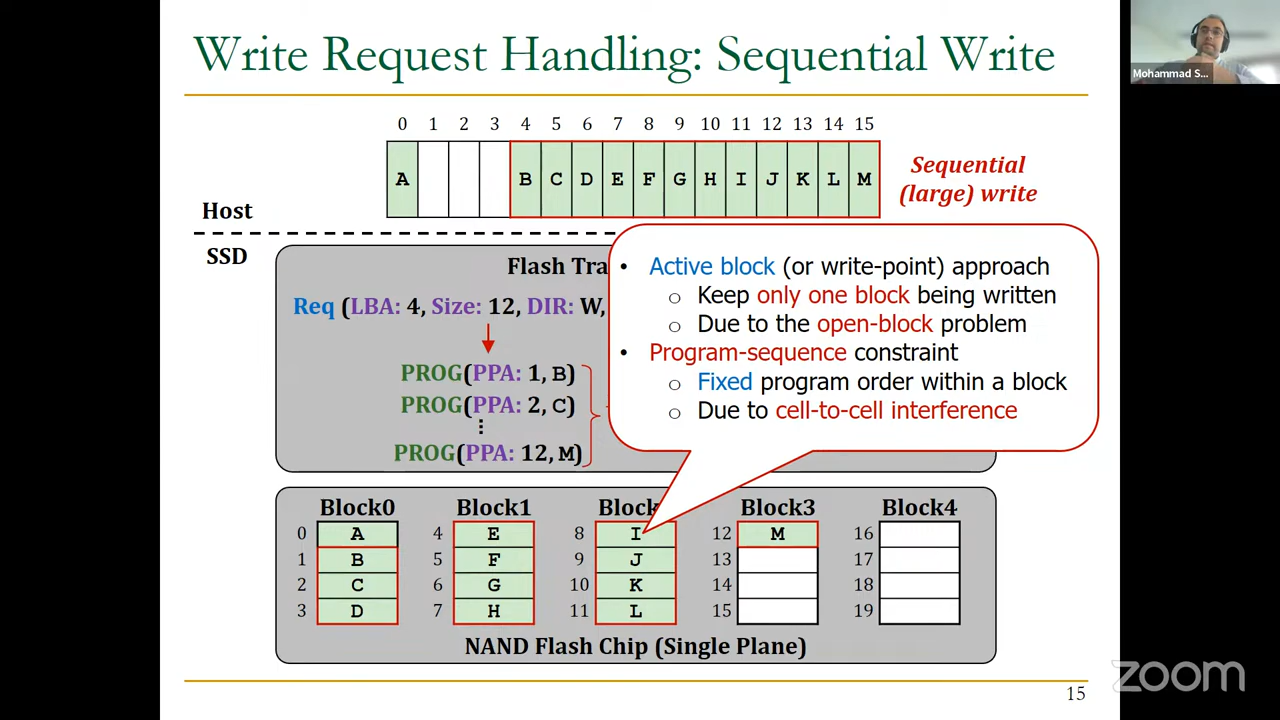 Write Request Handling: Sequential Write
Mohammad S...
0 1 2 3 4 5 6 7 8 9 10 11 12 13 14 15
A B C D E F G H I J K L M
Sequential
(large) write
Host
SSD
Flash Tra
Req (LBA: 4, Size: 12, DIR: W,
PROG(PPA: 1, B)
PROG(PPA: 2, C)
⋮
PROG(PPA: 12, M)
• Active block (or write-point) approach
○ Keep only one block being written
○ Due to the open-block problem
• Program-sequence constraint
○ Fixed program order within a block
○ Due to cell-to-cell interference
Block0 Block1 Block Block3 Block4
0 A 4 E 8 I 12 M 16
1 B 5 F 9 J 13 17
2 C 6 G 10 K 14 18
3 D 7 H 11 L 15 19
NAND Flash Chip (Single Plane)
zoom
15